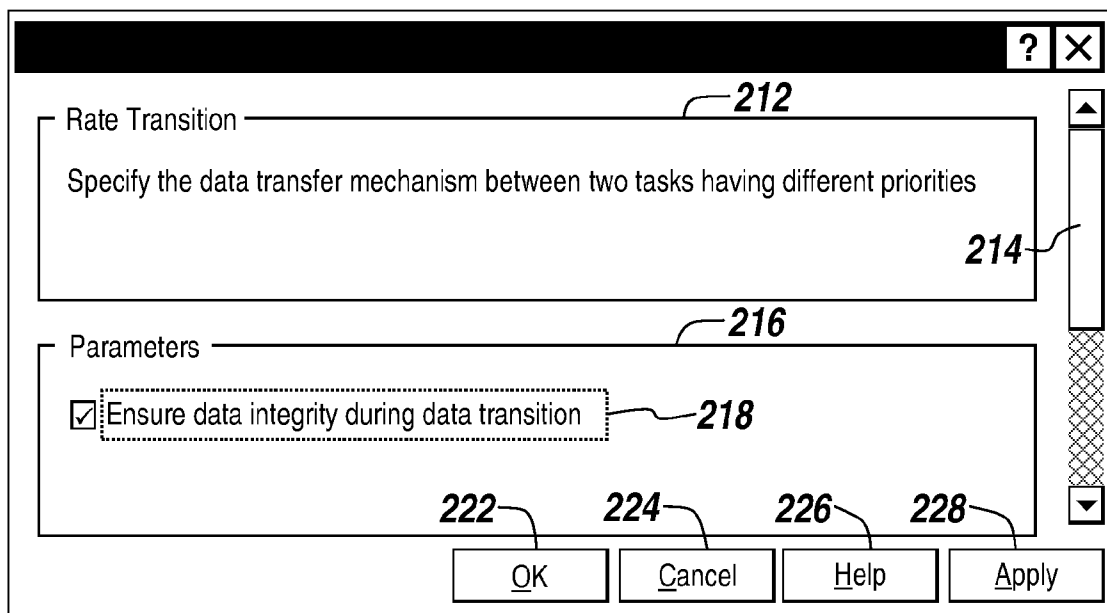 ?
212
Rate Transition
Specify the data transfer mechanism between two tasks having different priorities
214
216
Parameters
Ensure data integrity during data transition
218
222 224 226 228
OK Cancel Help Apply